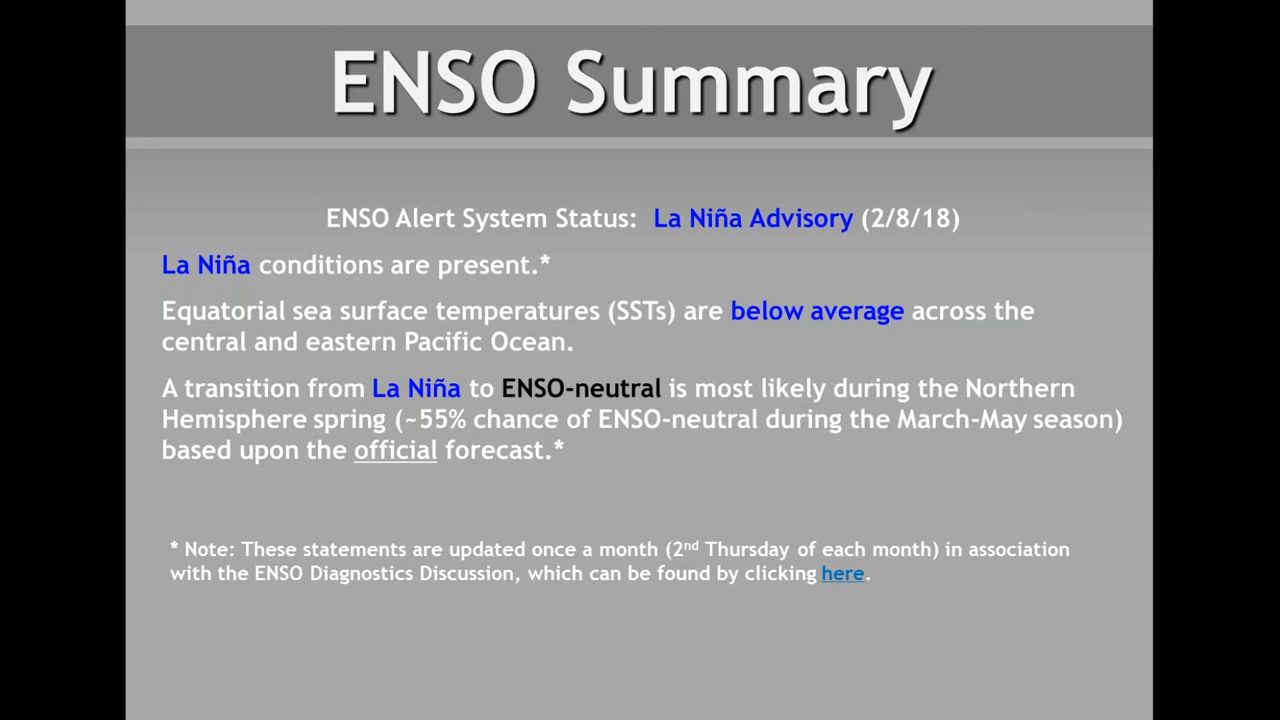 ENSO Summary
ENSO Alert System Status: La Niña Advisory (2/8/18)
La Niña conditions are present.*
Equatorial sea surface temperatures (SSTs) are below average across the
central and eastern Pacific Ocean.
A transition from La Niña to ENSO-neutral is most likely during the Northern
Hemisphere spring (~55% chance of ENSO-neutral during the March-May season)
based upon the official forecast.*
* Note: These statements are updated once a month (2nd Thursday of each month) in association
with the ENSO Diagnostics Discussion, which can be found by clicking here.